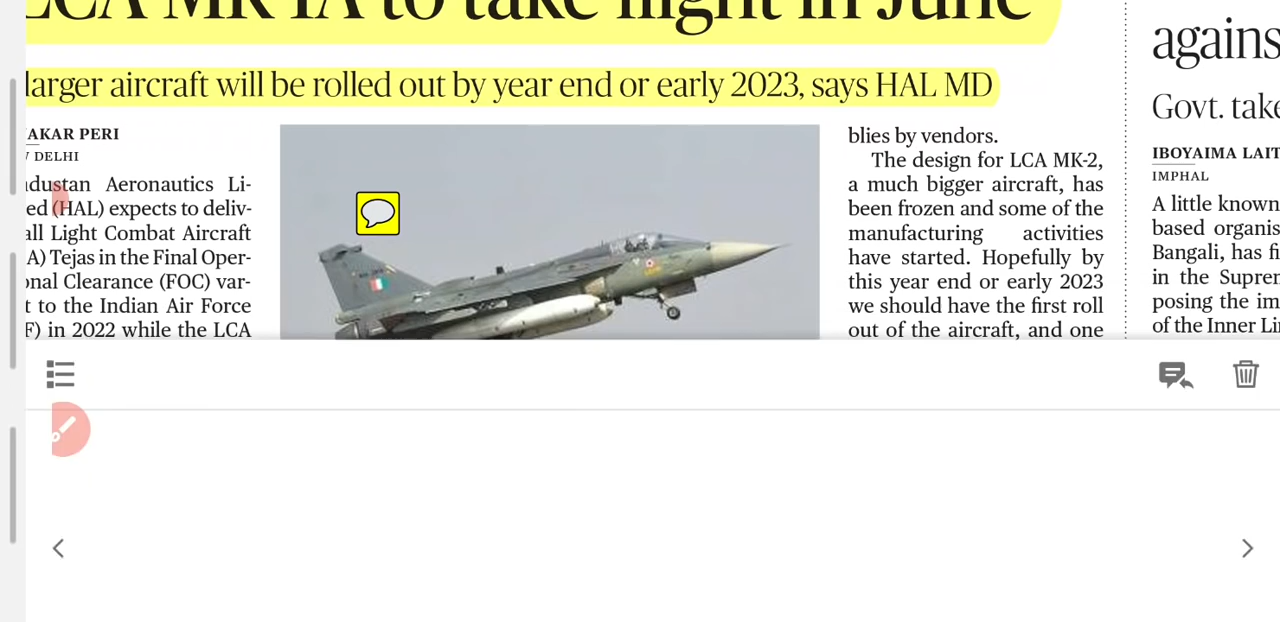 LCA MK 1A to take flight in June
larger aircraft will be rolled out by year end or early 2023, says HAL MD
AKAR PERI
DELHI
dustan Aeronautics Li-
ed (HAL) expects to deliv-
all Light Combat Aircraft
A) Tejas in the Final Oper-
onal Clearance (FOC) var-
t to the Indian Air Force
F) in 2022 while the LCA
blies by vendors.
The design for LCA MK-2,
a much bigger aircraft, has
been frozen and some of the
manufacturing activities
have started. Hopefully by
this year end or early 2023
we should have the first roll
out of the aircraft, and one
agains
Govt. take
IBOYAIMA LAIT
IMPHAL
A little known
based organis
Bangali, has fi
in the Suprem
posing the im
of the Inner Li